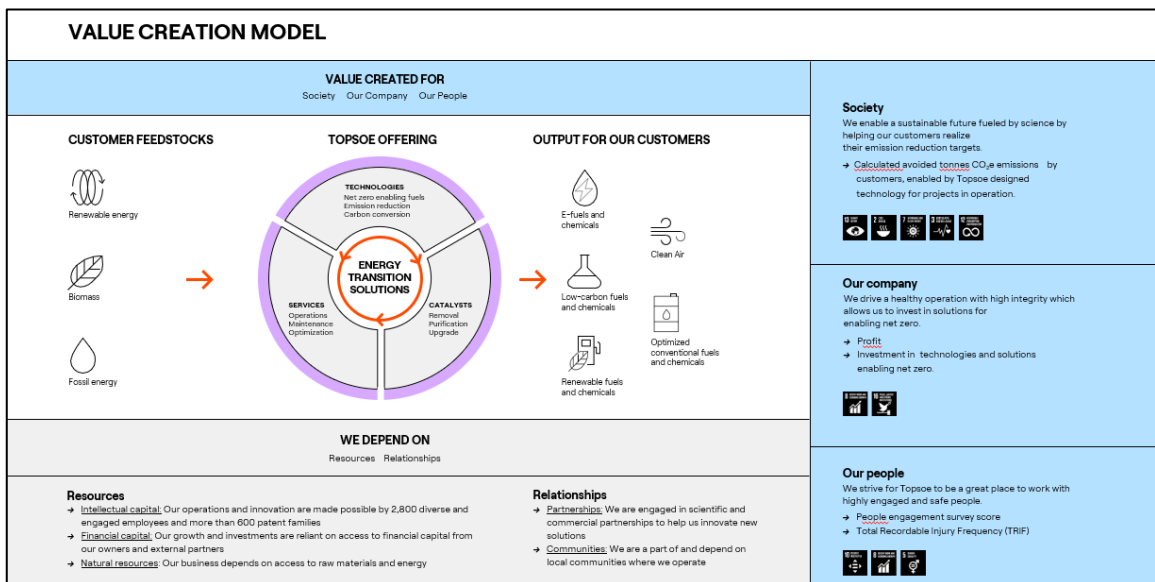 VALUE CREATION MODEL
VALUE CREATED FOR
Society Our Company Our People
CUSTOMER FEEDSTOCKS
Renewable energy
Biomass
Fossil energy
TOPSOE OFFERING
TECHNOLOGIES
Net zero enabling fuels
Emission reduction
Carbon conversion
ENERGY
TRANSITION
SOLUTIONS
SERVICES
Operations
Maintenance
Optimization
CATALYSTS
Removal
Purification
Upgrade
OUTPUT FOR OUR CUSTOMERS
E-fuels and
chemicals
Clean Air
Low-carbon fuels
and chemicals
Optimized
conventional fuels
and chemicals
Renewable fuels
and chemicals
WE DEPEND ON
Resources Relationships
Resources
→ Intellectual capital: Our operations and innovation are made possible by 2,800 diverse and
engaged employees and more than 600 patent families
→ Financial capital: Our growth and investments are reliant on access to financial capital from
our owners and external partners
→ Natural resources: Our business depends on access to raw materials and energy
Relationships
→ Partnerships: We are engaged in scientific and
commercial partnerships to help us innovate new
solutions
→ Communities: We are a part of and depend on
local communities where we operate
Society
We enable a sustainable future fueled by science by
helping our customers realize
their emission reduction targets.
→ Calculated avoided tonnes CO₂e emissions by
customers, enabled by Topsoe designed
technology for projects in operation.
Our company
We drive a healthy operation with high integrity which
allows us to invest in solutions for
enabling net zero.
→ Profit
→ Investment in technologies and solutions
enabling net zero.
Our people
We strive for Topsoe to be a great place to work with
highly engaged and safe people.
→ People engagement survey score
→ Total Recordable Injury Frequency (TRIF)